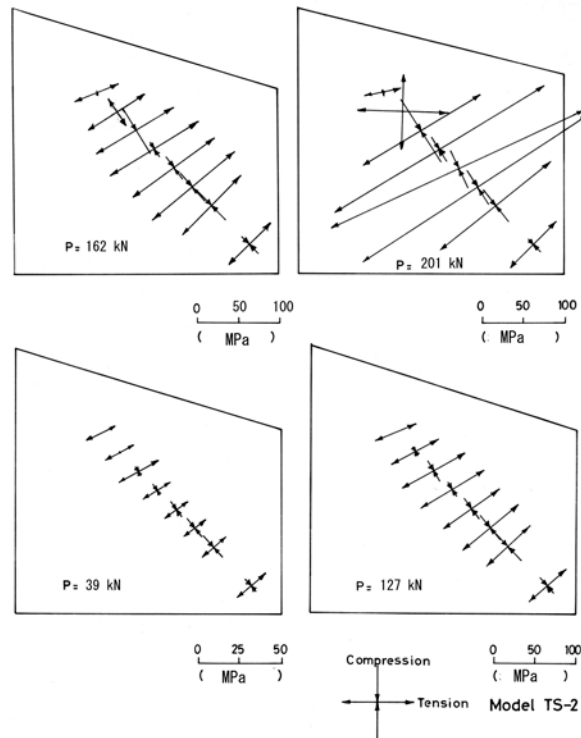 P= 162 kN
P= 201 kN
0 50 100
( MPa )
0 50 100
(: MPa )
P= 39 kN
P= 127 kN
0 25 50
( MPa )
0 50 100
(: MPa )
Compression
Tension
Model TS-2